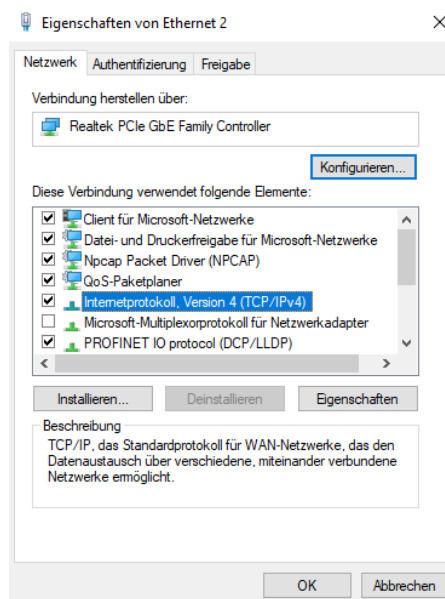 Eigenschaften von Ethernet 2
Netzwerk Authentifizierung Freigabe
Verbindung herstellen über:
Realtek PCIe GbE Family Controller
Konfigurieren...
Diese Verbindung verwendet folgende Elemente:
Client für Microsoft-Netzwerke
Datei- und Druckerfreigabe für Microsoft-Netzwerke
Npcap Packet Driver (NPCAP)
QoS-Paketplaner
Internetprotokoll, Version 4 (TCP/IPv4)
Microsoft-Multiplexorprotokoll für Netzwerkadapter
PROFINET IO protocol (DCP/LLDP)
Installieren... Deinstallieren Eigenschaften
Beschreibung
TCP/IP, das Standardprotokoll für WAN-Netzwerke, das den
Datenaustausch über verschiedene, miteinander verbundene
Netzwerke ermöglicht.
OK Abbrechen